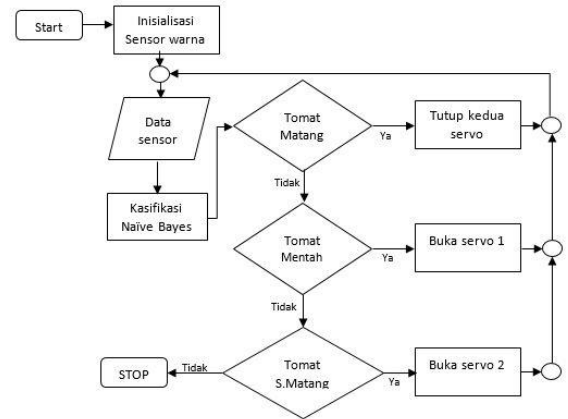 Start
Inisialisasi
Sensor warna
Data
sensor
Kasifikasi
Naïve Bayes
Tomat
Matang
Ya
Tutup kedua
servo
Tidak
Tomat
Mentah
Ya
Buka servo 1
Tidak
Tomat
S.Matang
Ya
Buka servo 2
Tidak
STOP